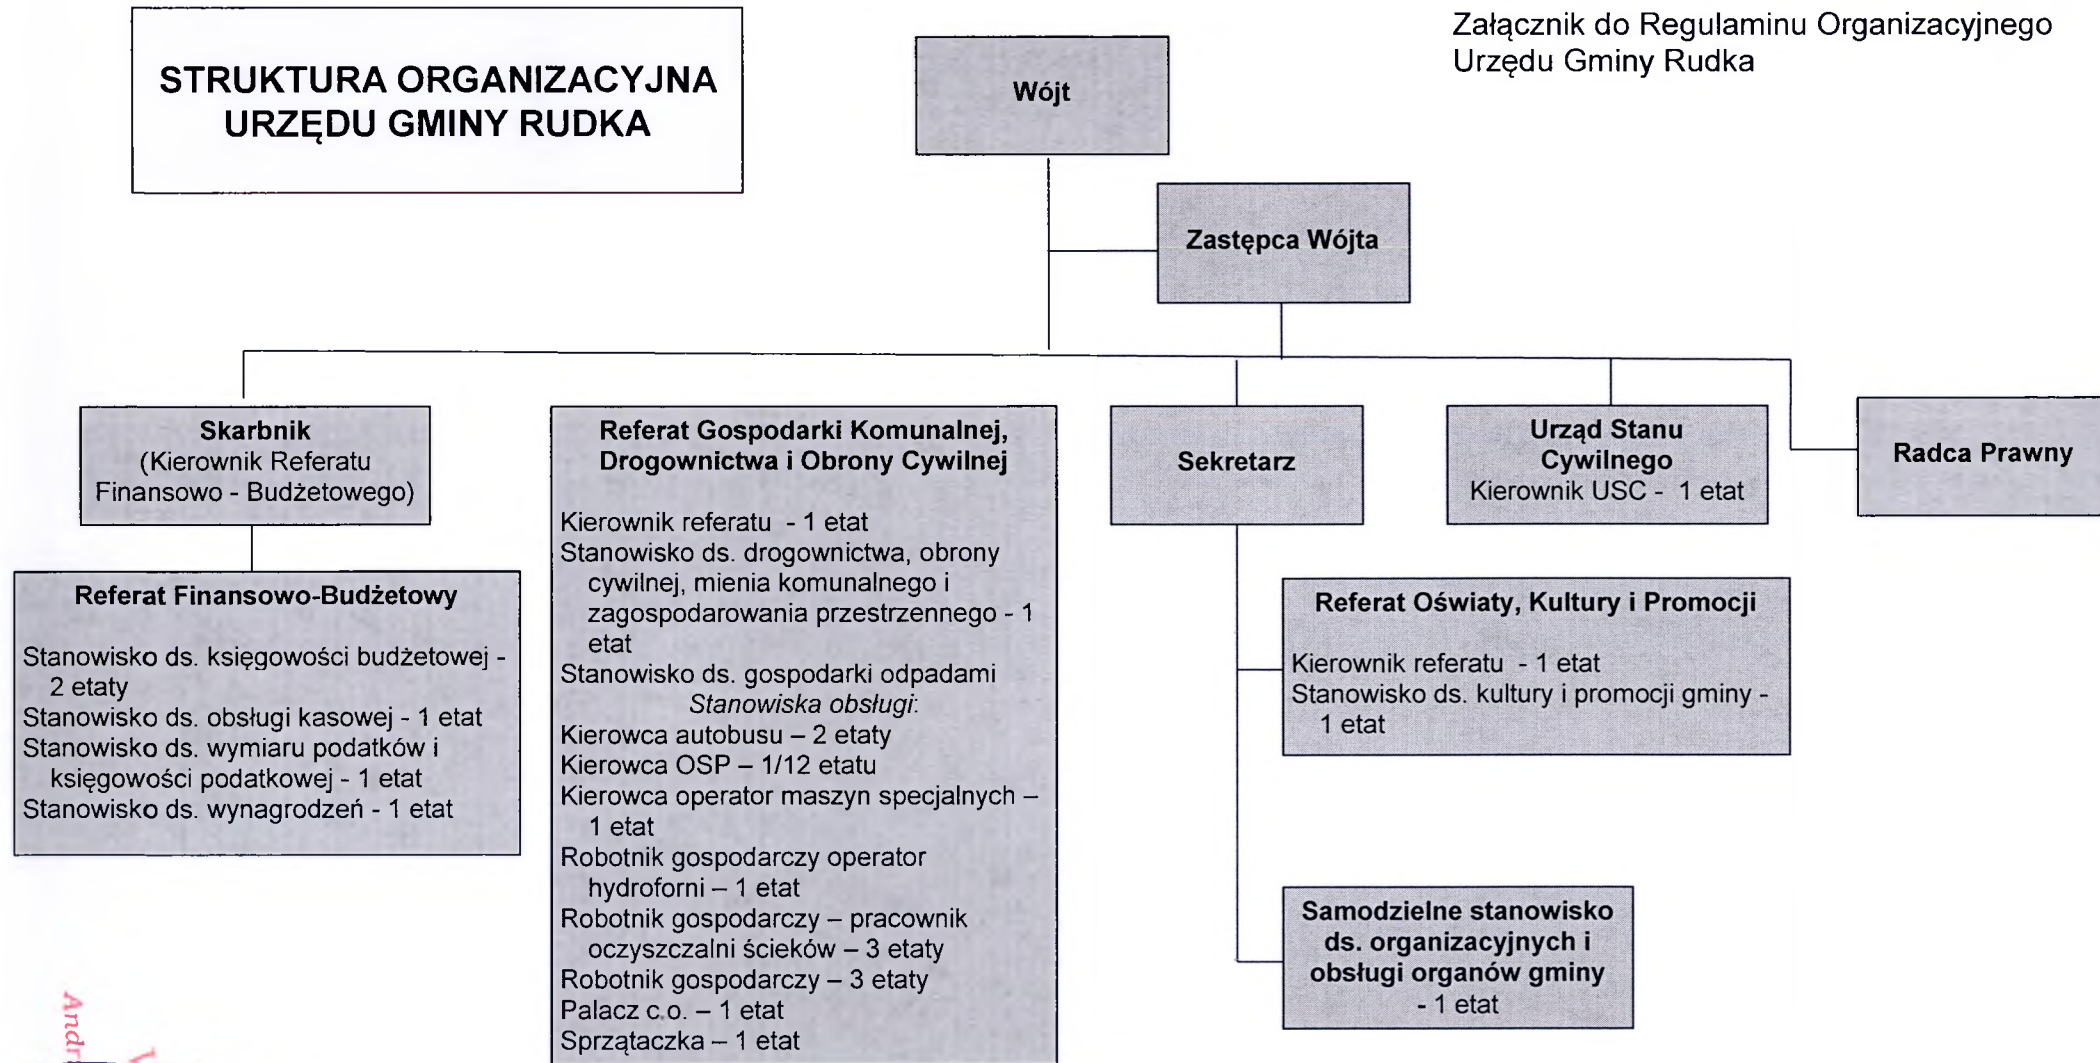 Załącznik do Regulaminu Organizacyjnego
Urzędu Gminy Rudka
STRUKTURA ORGANIZACYJNA
URZĘDU GMINY RUDKA
Wójt
Zastępca Wójta
Skarbnik
(Kierownik Referatu
Finansowo - Budżetowego)
Referat Finansowo-Budżetowy
Stanowisko ds. księgowości budżetowej -
2 etaty
Stanowisko ds. obsługi kasowej - 1 etat
Stanowisko ds. wymiaru podatków i
księgowości podatkowej - 1 etat
Stanowisko ds. wynagrodzeń - 1 etat
Referat Gospodarki Komunalnej,
Drogownictwa i Obrony Cywilnej
Kierownik referatu - 1 etat
Stanowisko ds. drogownictwa, obrony
cywilnej, mienia komunalnego i
zagospodarowania przestrzennego - 1
etat
Stanowisko ds. gospodarki odpadami
Stanowiska obsługi:
Kierowca autobusu – 2 etaty
Kierowca OSP – 1/12 etatu
Kierowca operator maszyn specjalnych –
1 etat
Robotnik gospodarczy operator
hydroforni – 1 etat
Robotnik gospodarczy – pracownik
oczyszczalni ścieków – 3 etaty
Robotnik gospodarczy – 3 etaty
Palacz c.o. – 1 etat
Sprzątaczka – 1 etat
Sekretarz
Referat Oświaty, Kultury i Promocji
Kierownik referatu - 1 etat
Stanowisko ds. kultury i promocji gminy -
1 etat
Samodzielne stanowisko
ds. organizacyjnych i
obsługi organów gminy
- 1 etat
Urząd Stanu
Cywilnego
Kierownik USC - 1 etat
Radca Prawny